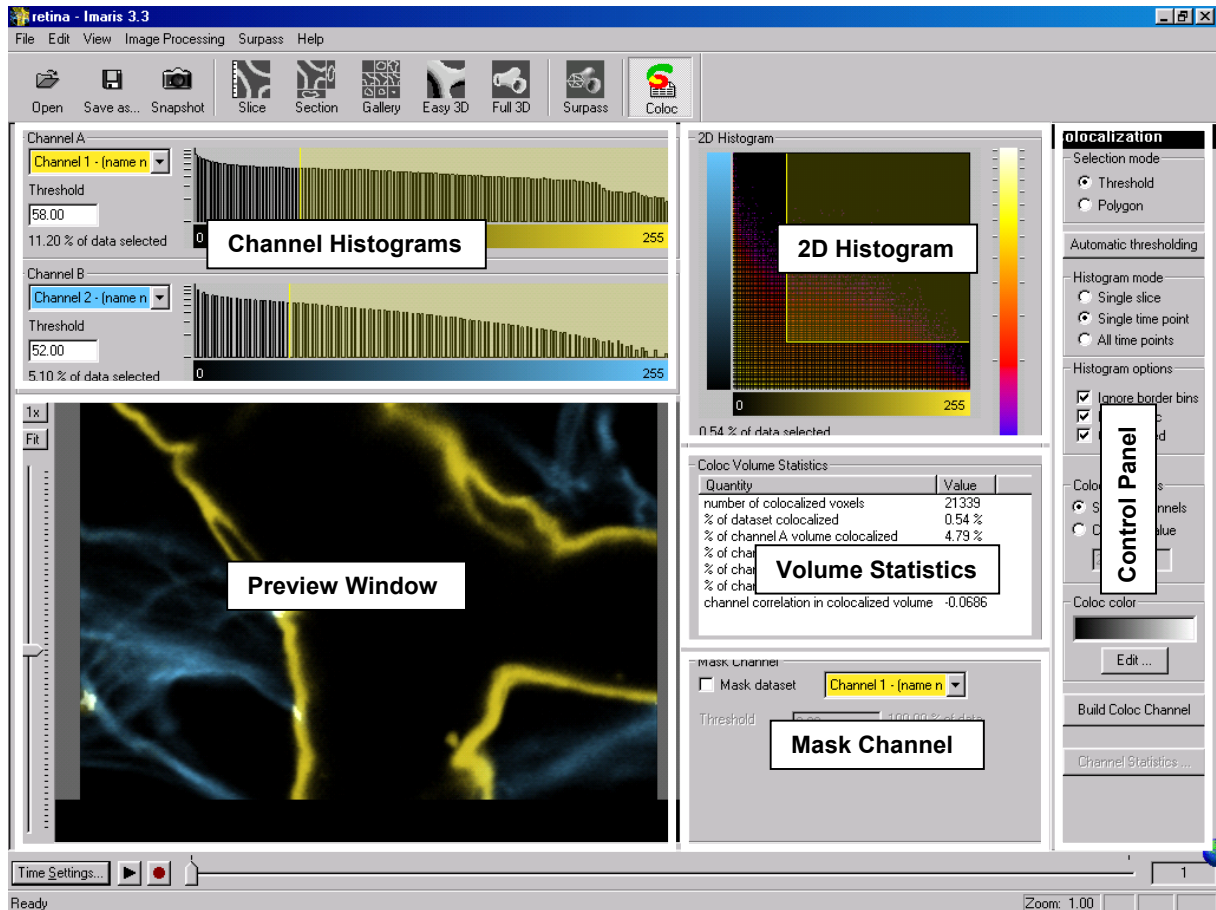 retina - Imaris 3.3
File Edit View Image Processing Surpass Help
Open Save as... Snapshot Slice Section Gallery Easy 3D Full 3D Surpass Coloc
Channel A
Channel 1 - (name n
Threshold
58.00
11.20 % of data selected
0 255
Channel Histograms
Channel B
Channel 2 - (name n
Threshold
52.00
5.10 % of data selected
0 255
1x
Fit
Preview Window
2D Histogram
2D Histogram
0 255
0.54 % of data selected
Coloc Volume Statistics
Quantity Value
number of colocalized voxels 21339
% of dataset colocalized 0.54 %
% of channel A volume colocalized 4.79 %
% of
% of
% of
channel correlation in colocalized volume -0.0686
Volume Statistics
Mask Channel
Mask dataset Channel 1 - (name n
Threshold 100.00 % of data
Mask Channel
olocalization
Selection mode
Threshold
Polygon
Automatic thresholding
Histogram mode
Single slice
Single time point
All time points
Histogram options
Ignore border bins
Control Panel
Coloc color
Edit ...
Build Coloc Channel
Channel Statistics ...
Time Settings... 1
Ready Zoom: 1.00